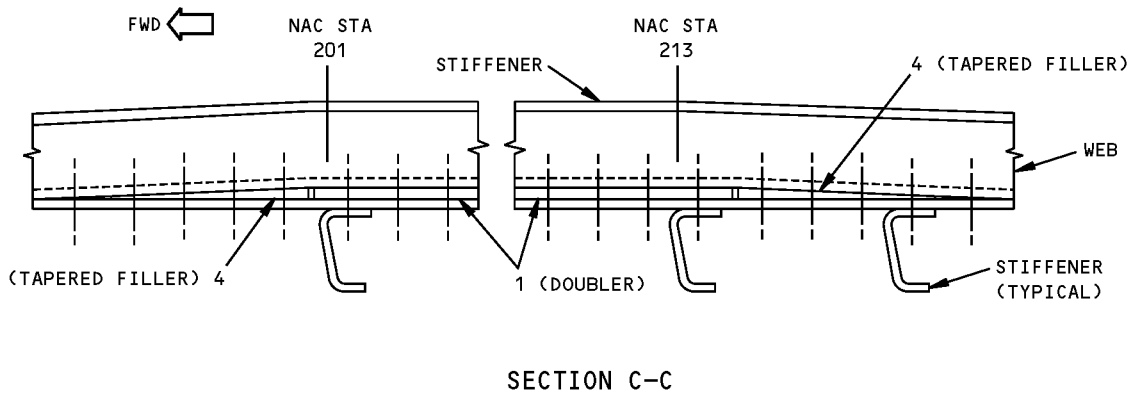 FWD
NAC STA
201
NAC STA
213
STIFFENER
4 (TAPERED FILLER)
WEB
(TAPERED FILLER) 4
1 (DOUBLER)
STIFFENER
(TYPICAL)
SECTION C-C